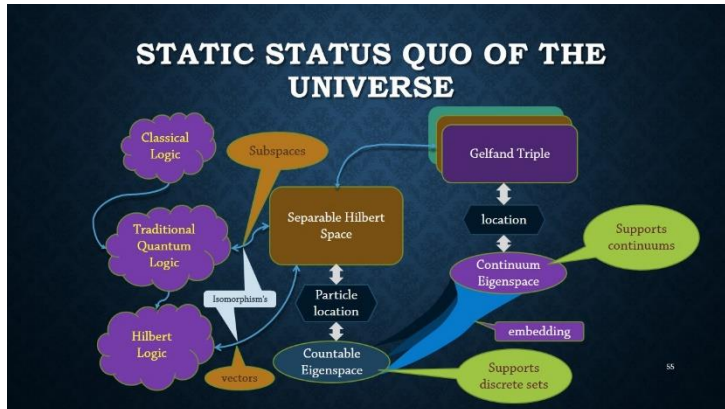 STATIC STATUS QUO OF THE
UNIVERSE
Classical
Logic
Subspaces
Gelfand Triple
Separable Hilbert
Space
location
Supports
continuums
Traditional
Quantum
Logic
Continuum
Eigenspace
Isomorphism's
Particle
location
embedding
Hilbert
Logic
vectors
Countable
Eigenspace
Supports
discrete sets
55